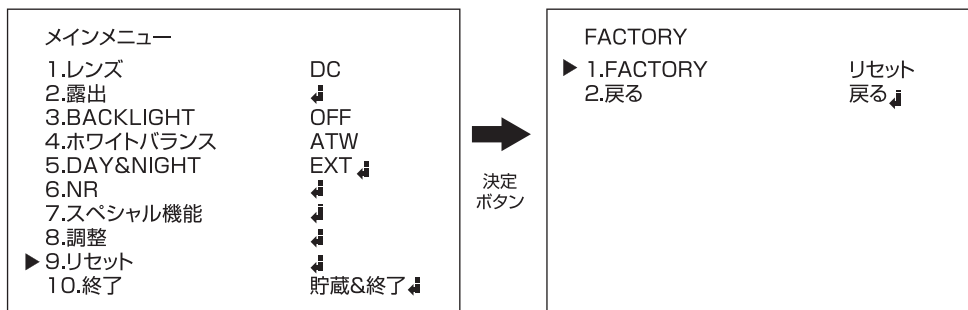 メインメニュー
1.レンズ DC
2.露出 ↲
3.BACKLIGHT OFF
4.ホワイトバランス ATW
5.DAY&NIGHT EXT ↲
6.NR ↲
7.スペシャル機能 ↲
8.調整 ↲
▶ 9.リセット ↲
10.終了 貯蔵&終了↲
決定
ボタン
FACTORY
▶ 1.FACTORY リセット
2.戻る 戻る↲